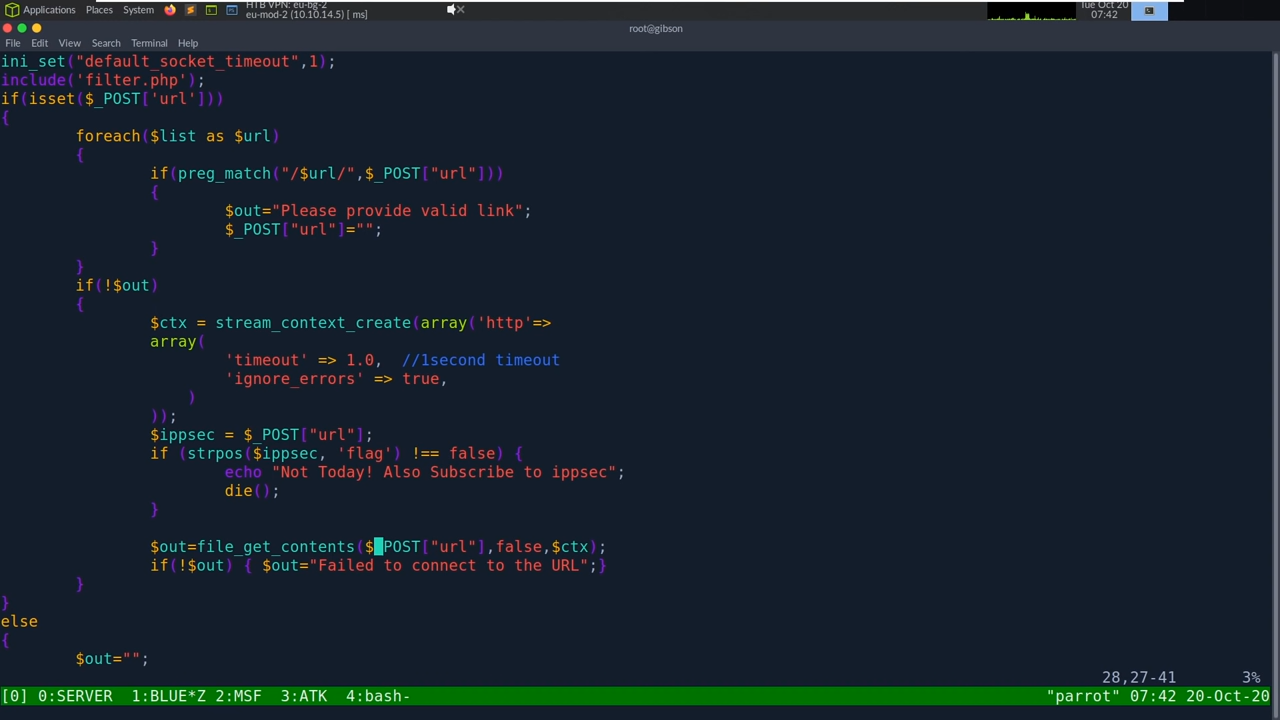 Applications Places System HTB VPN: eu-bg-2
eu-mod-2 (10.10.14.5) [ ms]
Tue Oct 20
07:42
root@gibson
File Edit View Search Terminal Help
ini_set("default_socket_timeout",1);
include('filter.php');
if(isset($_POST['url']))
{
foreach($list as $url)
{
if(preg_match("/$url/",$_POST["url"]))
{
$out="Please provide valid link";
$_POST["url"]="";
}
}
if(!$out)
{
$ctx = stream_context_create(array('http'=>
array(
'timeout' => 1.0,  //1second timeout
'ignore_errors' => true,
)
));
$ippsec = $_POST["url"];
if (strpos($ippsec, 'flag') !== false) {
echo "Not Today! Also Subscribe to ippsec";
die();
}
$out=file_get_contents($_POST["url"],false,$ctx);
if(!$out) { $out="Failed to connect to the URL";}
}
}
else
{
$out="";
28,27-41 3%
[0] 0:SERVER  1:BLUE*Z 2:MSF  3:ATK  4:bash- "parrot" 07:42 20-Oct-20